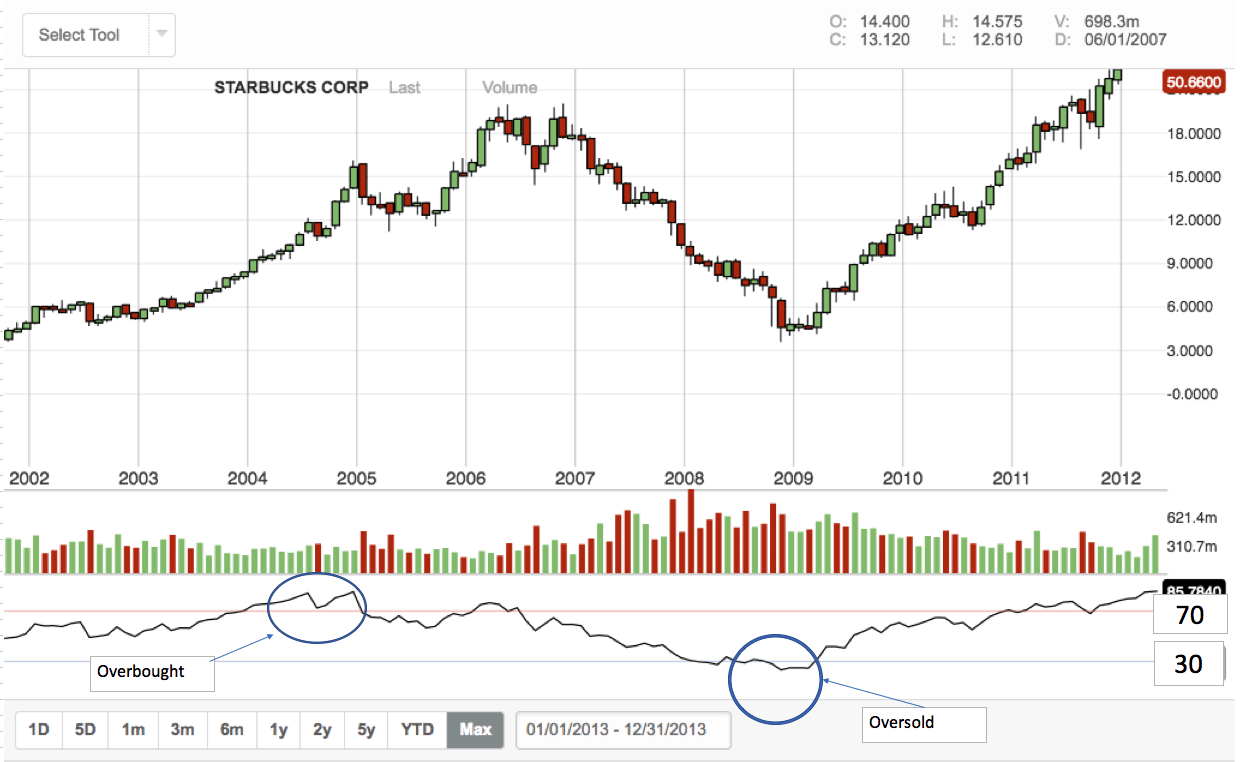 Select Tool
O: 14.400 H: 14.575 V: 698.3m
C: 13.120 L: 12.610 D: 06/01/2007
STARBUCKS CORP Last Volume
50.6600
18.0000
15.0000
12.0000
9.0000
6.0000
3.0000
-0.0000
2002 2003 2004 2005 2006 2007 2008 2009 2010 2011 2012
621.4m
310.7m
85.7840
70
30
Overbought
Oversold
1D 5D 1m 3m 6m 1y 2y 5y YTD Max 01/01/2013 - 12/31/2013